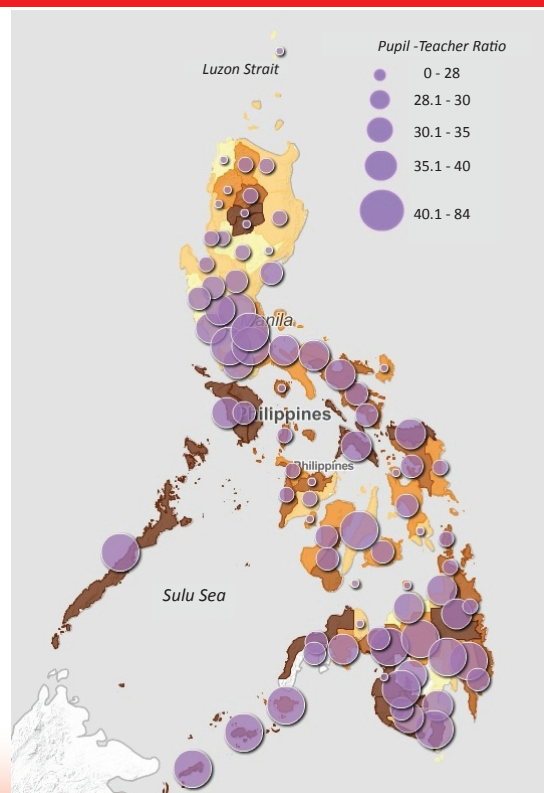 Pupil -Teacher Ratio
Luzon Strait
0 - 28
28.1 - 30
30.1 - 35
35.1 - 40
40.1 - 84
Manila
Philippines
Philippines
Sulu Sea